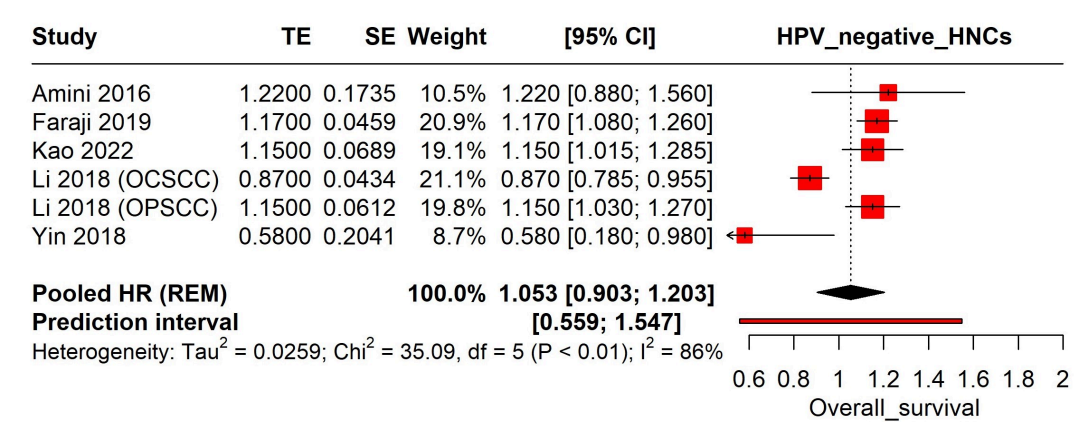 Study TE SE Weight [95% CI] HPV_negative_HNCs
Amini 2016 1.2200 0.1735 10.5% 1.220 [0.880; 1.560]
Faraji 2019 1.1700 0.0459 20.9% 1.170 [1.080; 1.260]
Kao 2022 1.1500 0.0689 19.1% 1.150 [1.015; 1.285]
Li 2018 (OCSCC) 0.8700 0.0434 21.1% 0.870 [0.785; 0.955]
Li 2018 (OPSCC) 1.1500 0.0612 19.8% 1.150 [1.030; 1.270]
Yin 2018 0.5800 0.2041 8.7% 0.580 [0.180; 0.980]
Pooled HR (REM) 100.0% 1.053 [0.903; 1.203]
Prediction interval [0.559; 1.547]
Heterogeneity: Tau² = 0.0259; Chi² = 35.09, df = 5 (P < 0.01); I² = 86%
0.6 0.8 1 1.2 1.4 1.6 1.8 2
Overall_survival